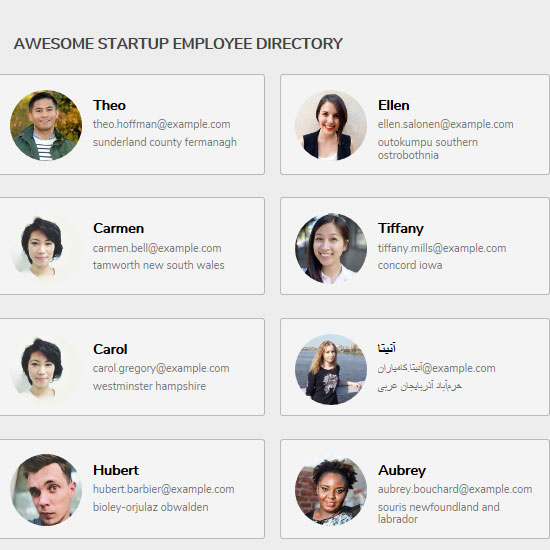 AWESOME STARTUP EMPLOYEE DIRECTORY
Theo
theo.hoffman@example.com
sunderland county fermanagh
Ellen
ellen.salonen@example.com
outokumpu southern
ostrobothnia
Carmen
carmen.bell@example.com
tamworth new south wales
Tiffany
tiffany.mills@example.com
concord iowa
Carol
carol.gregory@example.com
westminster hampshire
آنیتا
آنیتا.کامیاران@example.com
خرم‌آباد آذربایجان غربی
Hubert
hubert.barbier@example.com
bioley-orjulaz obwalden
Aubrey
aubrey.bouchard@example.com
souris newfoundland and
labrador